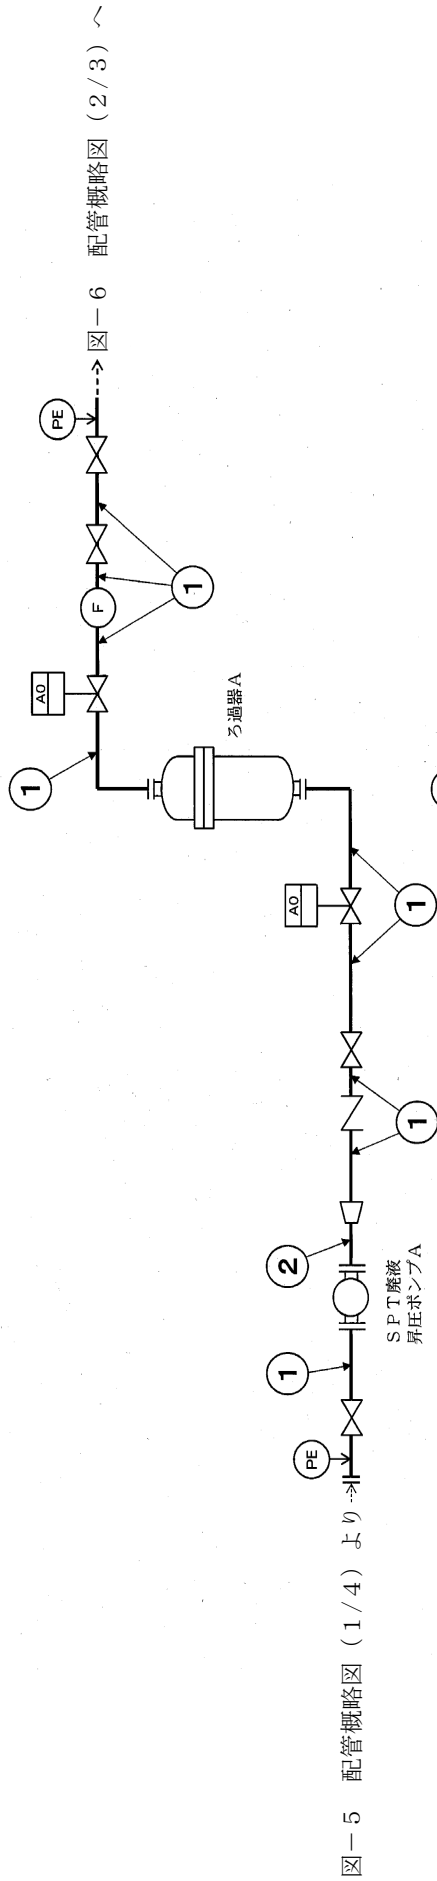 図－5 配管概略図（1/4）より
PE
1
SPT廃液
昇圧ポンプA
2
1
1
AO
ろ過器A
1
AO
F
1
PE
図－6 配管概略図（2/3）へ